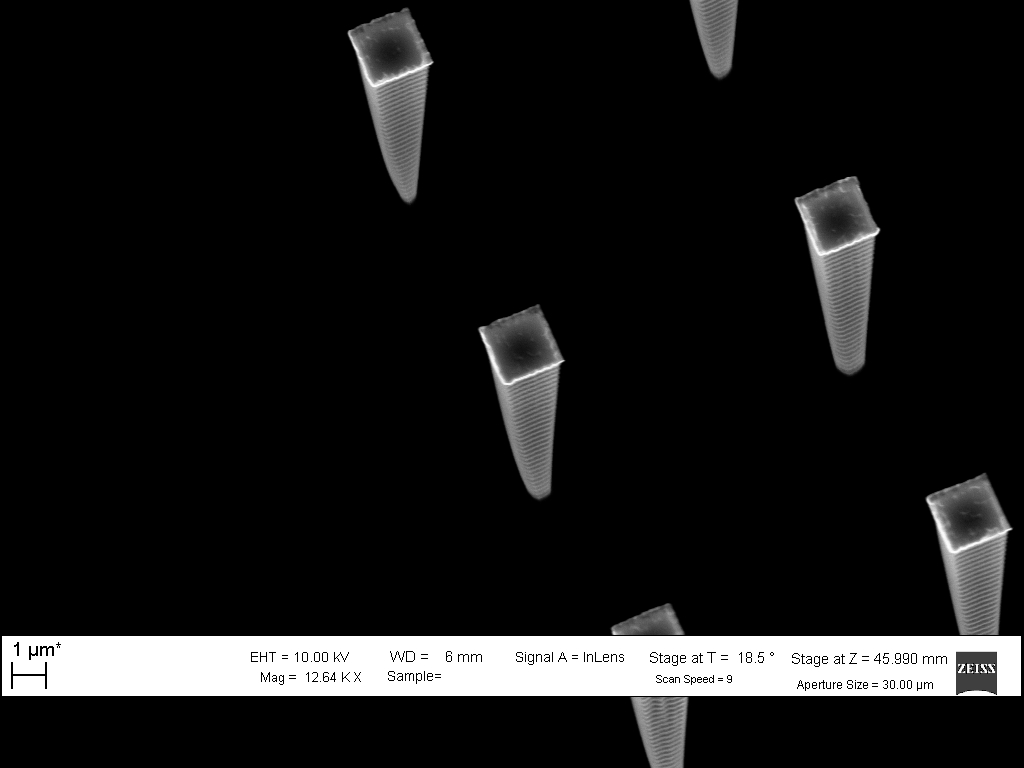 1 µm*
EHT = 10.00 kV WD = 6 mm Signal A = InLens Stage at T = 18.5 ° Stage at Z = 45.990 mm
Mag = 12.64 K X Sample= Scan Speed = 9 Aperture Size = 30.00 µm
ZEISS